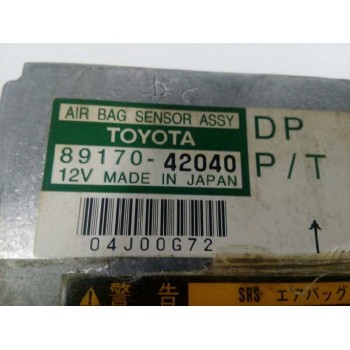 AIR BAG SENSOR ASSY
TOYOTA
89170-42040
12V MADE IN JAPAN
DP
P/T
↑
04J00G72
警告
SRS エアバッグ